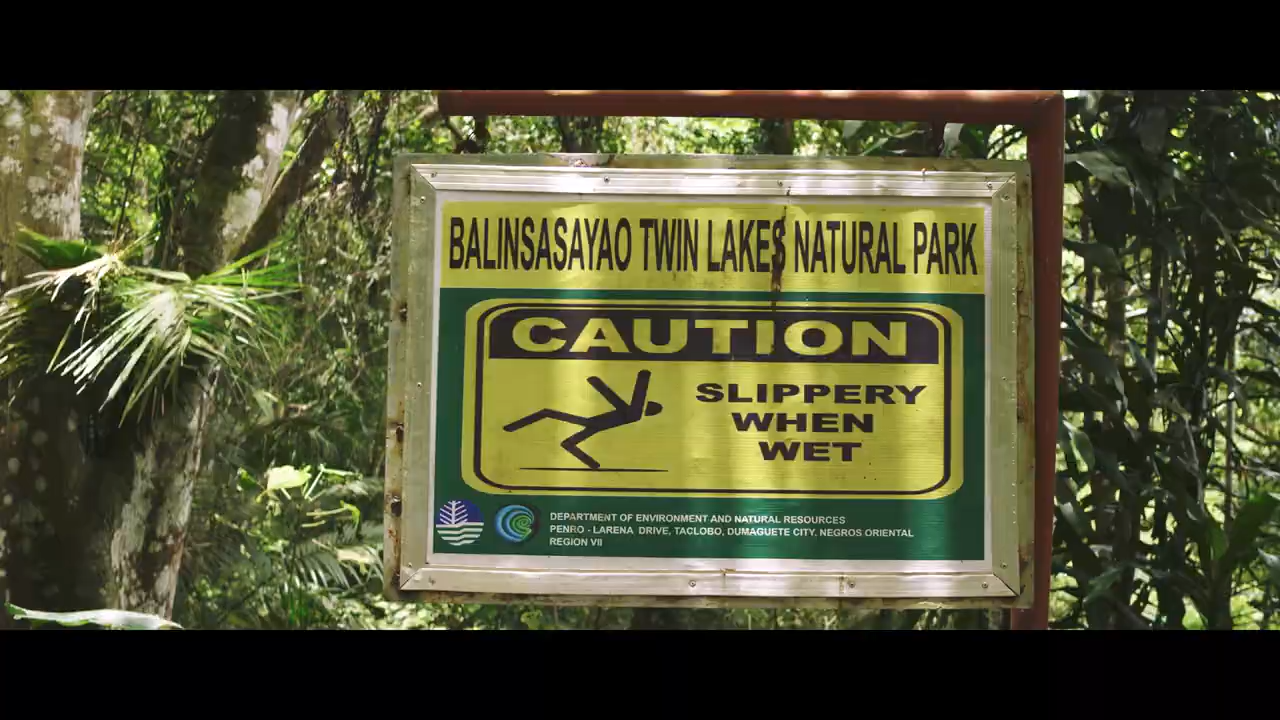 BALINSASAYAO TWIN LAKES NATURAL PARK
CAUTION
SLIPPERY
WHEN
WET
DEPARTMENT OF ENVIRONMENT AND NATURAL RESOURCES
PENRO - LARENA DRIVE, TACLOBO, DUMAGUETE CITY, NEGROS ORIENTAL
REGION VII